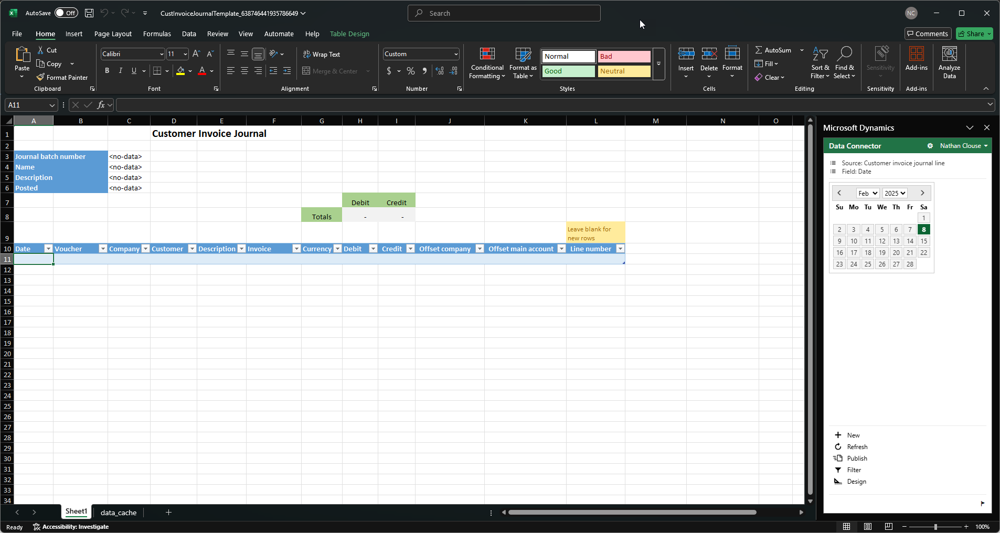 AutoSave Off CustInvoiceJournalTemplate_638746441935786649 Search NC
File Home Insert Page Layout Formulas Data Review View Automate Help Table Design Comments Share
Paste Cut Copy Format Painter Clipboard
Calibri 11 B I U A A A Font
ab Wrap Text Merge & Center Alignment
Custom $ % 9 Number
Conditional Formatting Format as Table
Normal Bad
Good Neutral
Styles
Insert Delete Format Cells
AutoSum Fill Clear Sort & Filter Find & Select Editing
Sensitivity Sensitivity
Add-ins Add-ins
Analyze Data
A11 fx
A B C D E F G H I J K L M N O
1 Customer Invoice Journal
2
3 Journal batch number <no-data>
4 Name <no-data>
5 Description <no-data>
6 Posted <no-data>
7 Debit Credit
8 Totals - -
9 Leave blank for
new rows
10 Date Voucher Company Customer Description Invoice Currency Debit Credit Offset company Offset main account Line number
11
12
13
14
15
16
17
18
19
20
21
22
23
24
25
26
27
28
29
30
31
32
33
34
Microsoft Dynamics
Data Connector Nathan Clouse
Source: Customer invoice journal line
Field: Date
Feb 2025
Su Mo Tu We Th Fr Sa
1
2 3 4 5 6 7 8
9 10 11 12 13 14 15
16 17 18 19 20 21 22
23 24 25 26 27 28
New
Refresh
Publish
Filter
Design
Sheet1 data_cache
Ready Accessibility: Investigate 100%